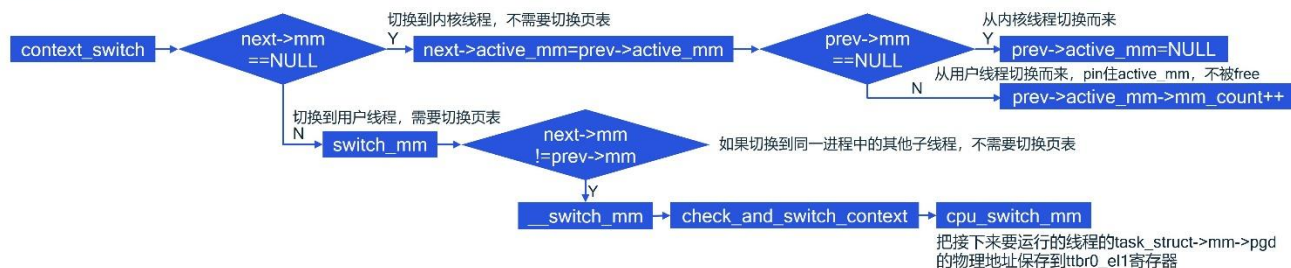 切换到内核线程，不需要切换页表
从内核线程切换而来
context_switch
next->mm
==NULL
Y
next->active_mm=prev->active_mm
prev->mm
==NULL
Y
prev->active_mm=NULL
从用户线程切换而来，pin住active_mm，不被free
N
prev->active_mm->mm_count++
切换到用户线程，需要切换页表
N
switch_mm
next->mm
!=prev->mm
如果切换到同一进程中的其他子线程，不需要切换页表
Y
__switch_mm
check_and_switch_context
cpu_switch_mm
把接下来要运行的线程的task_struct->mm->pgd
的物理地址保存到ttbr0_el1寄存器